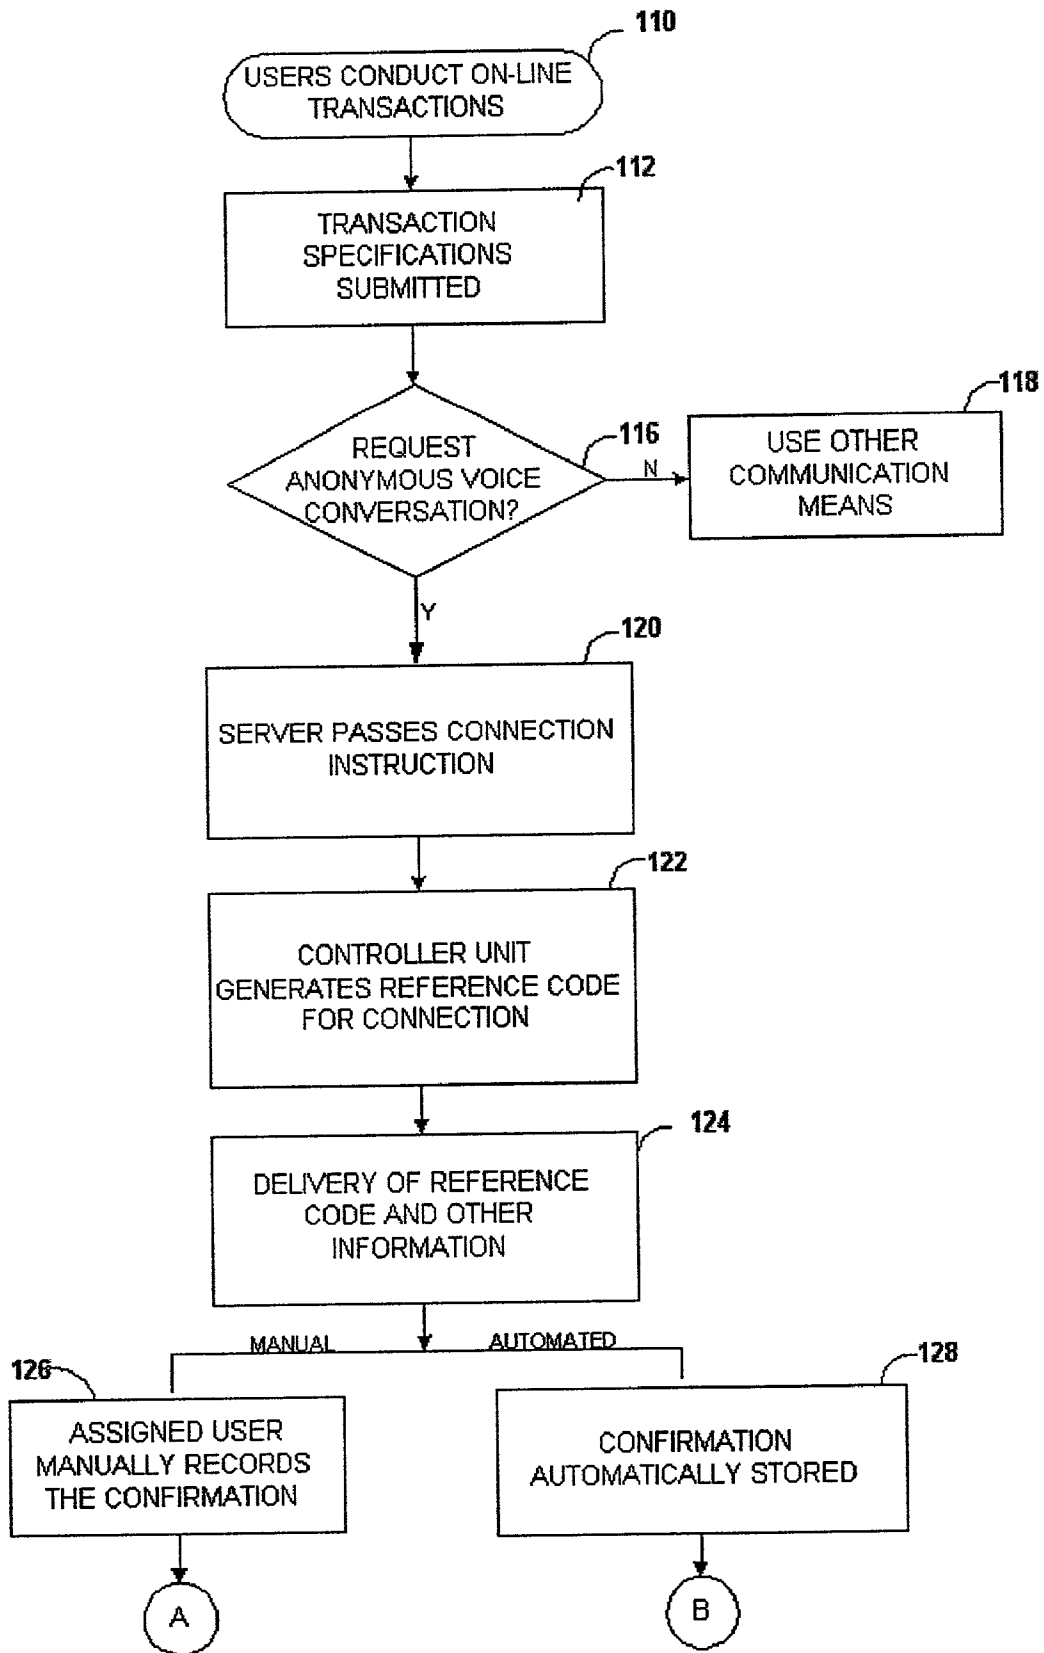 110
USERS CONDUCT ON-LINE
TRANSACTIONS
112
TRANSACTION
SPECIFICATIONS
SUBMITTED
118
116
REQUEST
ANONYMOUS VOICE
CONVERSATION?
N
USE OTHER
COMMUNICATION
MEANS
Y
120
SERVER PASSES CONNECTION
INSTRUCTION
122
CONTROLLER UNIT
GENERATES REFERENCE CODE
FOR CONNECTION
124
DELIVERY OF REFERENCE
CODE AND OTHER
INFORMATION
MANUAL
AUTOMATED
126
128
ASSIGNED USER
MANUALLY RECORDS
THE CONFIRMATION
CONFIRMATION
AUTOMATICALLY STORED
A
B